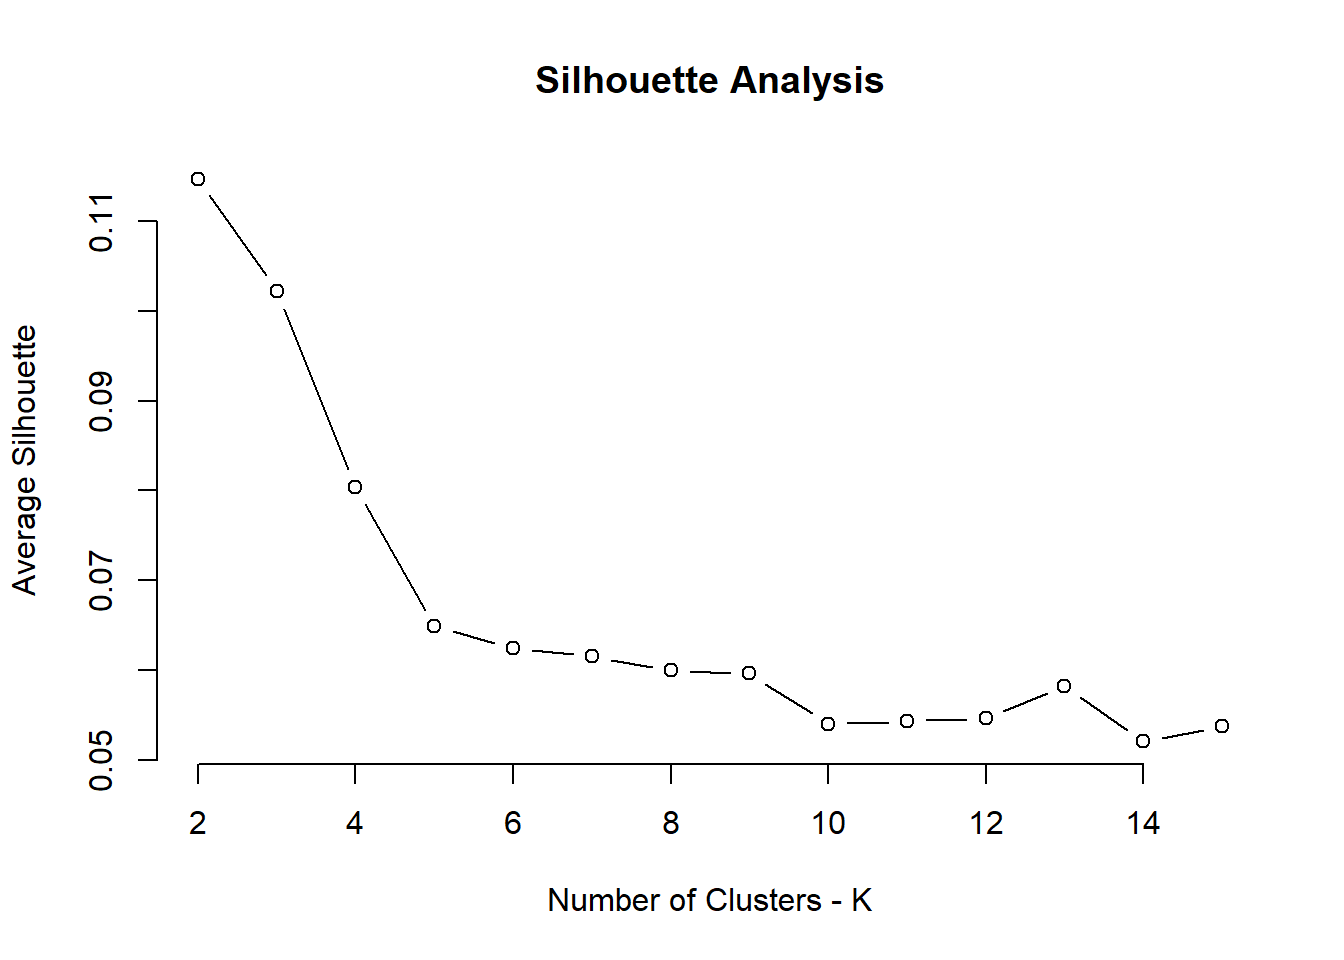 Silhouette Analysis
Average Silhouette
0.11
0.09
0.07
0.05
2 4 6 8 10 12 14
Number of Clusters - K